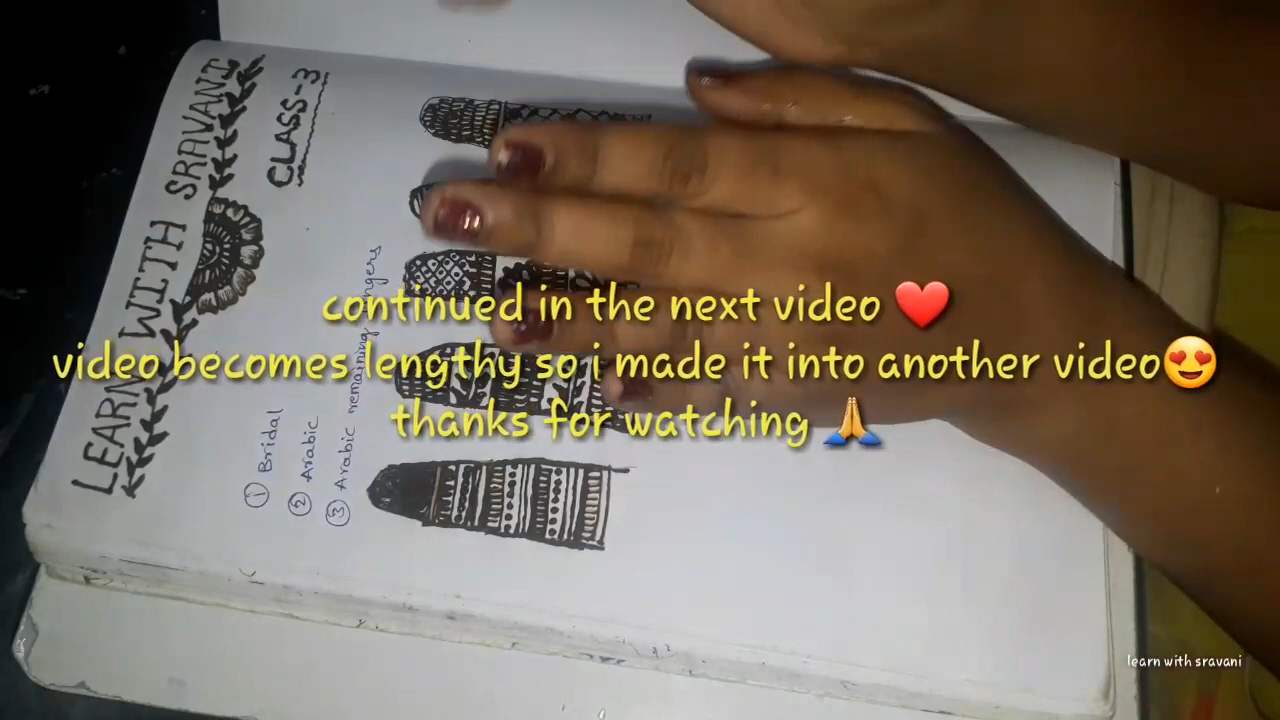 LEARN WITH SRAVANI
CLASS-3
① Bridal
② Arabic
③ Arabic remaining fingers
continued in the next video ❤️
video becomes lengthy so i made it into another video😍
thanks for watching 🙏
learn with sravani